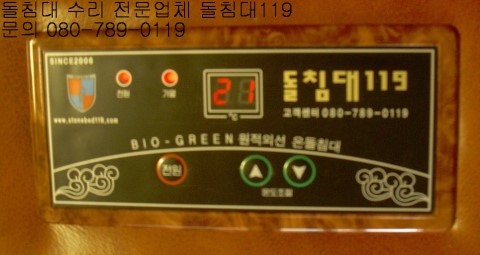 돌침대 수리 전문업체 돌침대119
문의 080-789-0119
SINCE2006
전원 가열
21
℃
돌침대119
고객센터 080-789-0119
www.stonebed119.com
BIO-GREEN 원적외선 온돌침대
전원
▲ ▼
온도조절